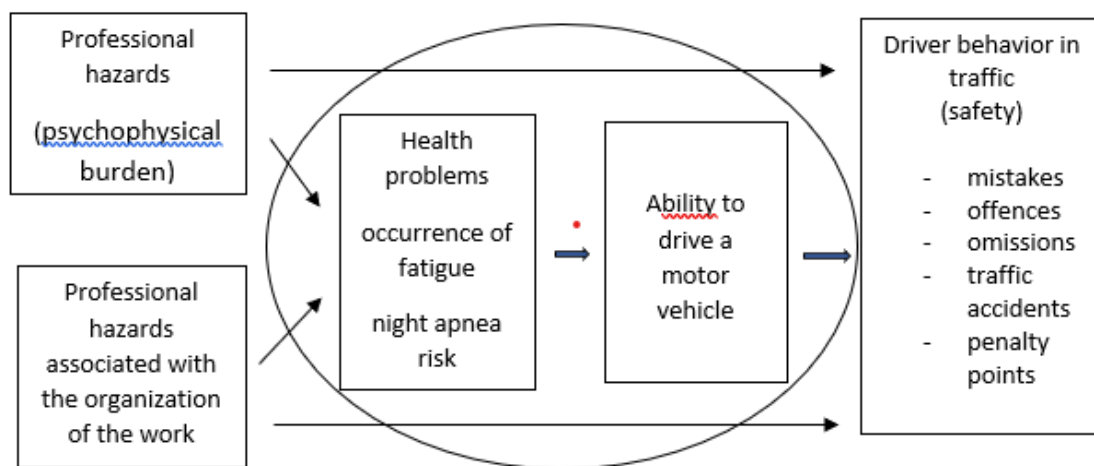 Professional
hazards
(psychophysical
burden)
Professional
hazards
associated with
the organization
of the work
Health
problems
occurrence of
fatigue
night apnea
risk
Ability to
drive a
motor
vehicle
Driver behavior in
traffic
(safety)
- mistakes
- offences
- omissions
- traffic
accidents
- penalty
points